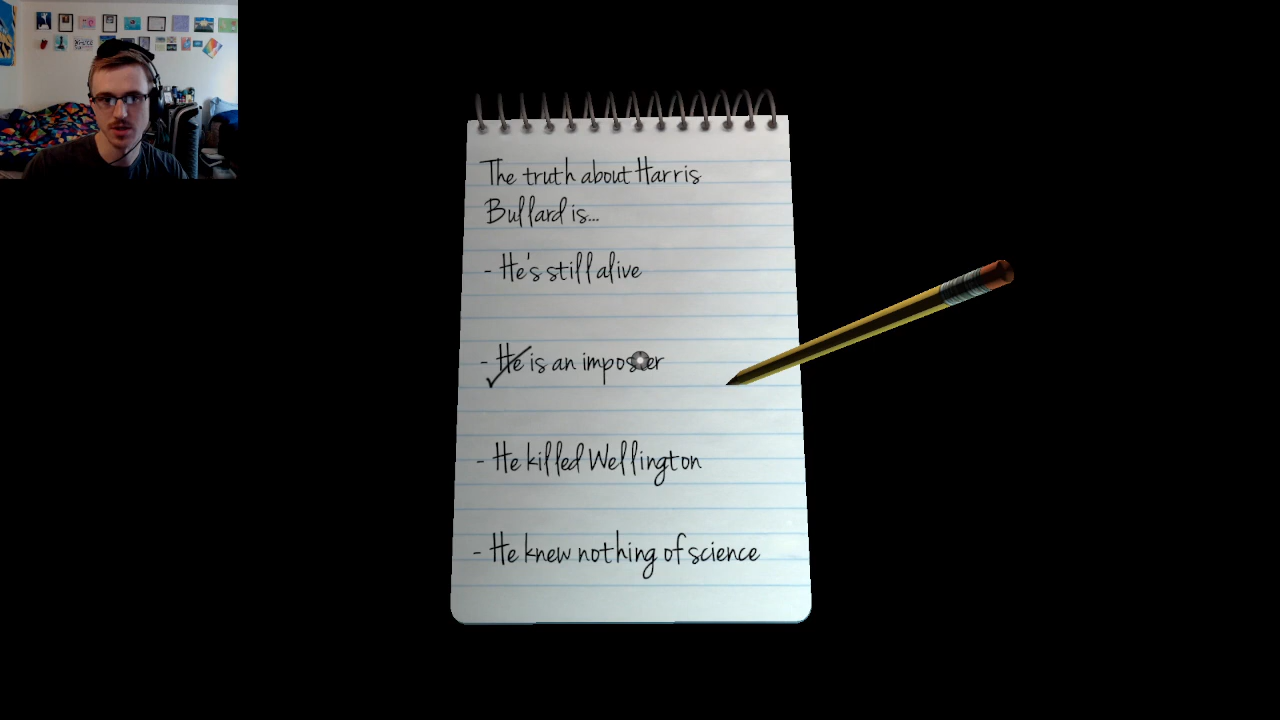 The truth about Harris
Bullard is...
- He's still alive
- He is an imposter
- He killed Wellington
- He knew nothing of science